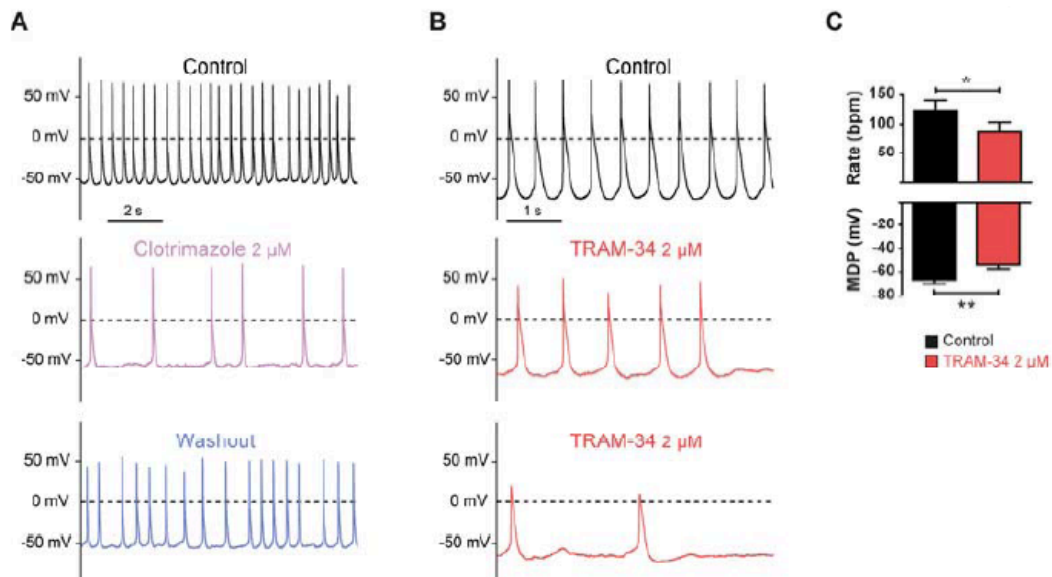 A
Control
50 mV
0 mV
-50 mV
2 s
Clotrimazole 2 µM
50 mV
0 mV
-50 mV
Washout
50 mV
0 mV
-50 mV
B
Control
50 mV
0 mV
-50 mV
1 s
TRAM-34 2 µM
50 mV
0 mV
-50 mV
TRAM-34 2 µM
50 mV
0 mV
-50 mV
C
Rate (bpm)
150
100
50
*
MDP (mV)
-20
-40
-60
-80
**
Control
TRAM-34 2 µM